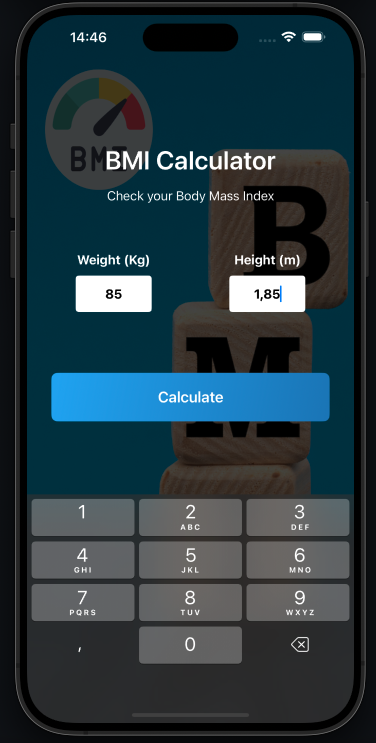 14:46
BMI
BMI Calculator
Check your Body Mass Index
B
Weight (Kg) Height (m)
85 1,85
M
Calculate
1 2 3
ABC DEF
4 5 6
GHI JKL MNO
7 8 9
PQRS TUV WXYZ
, 0